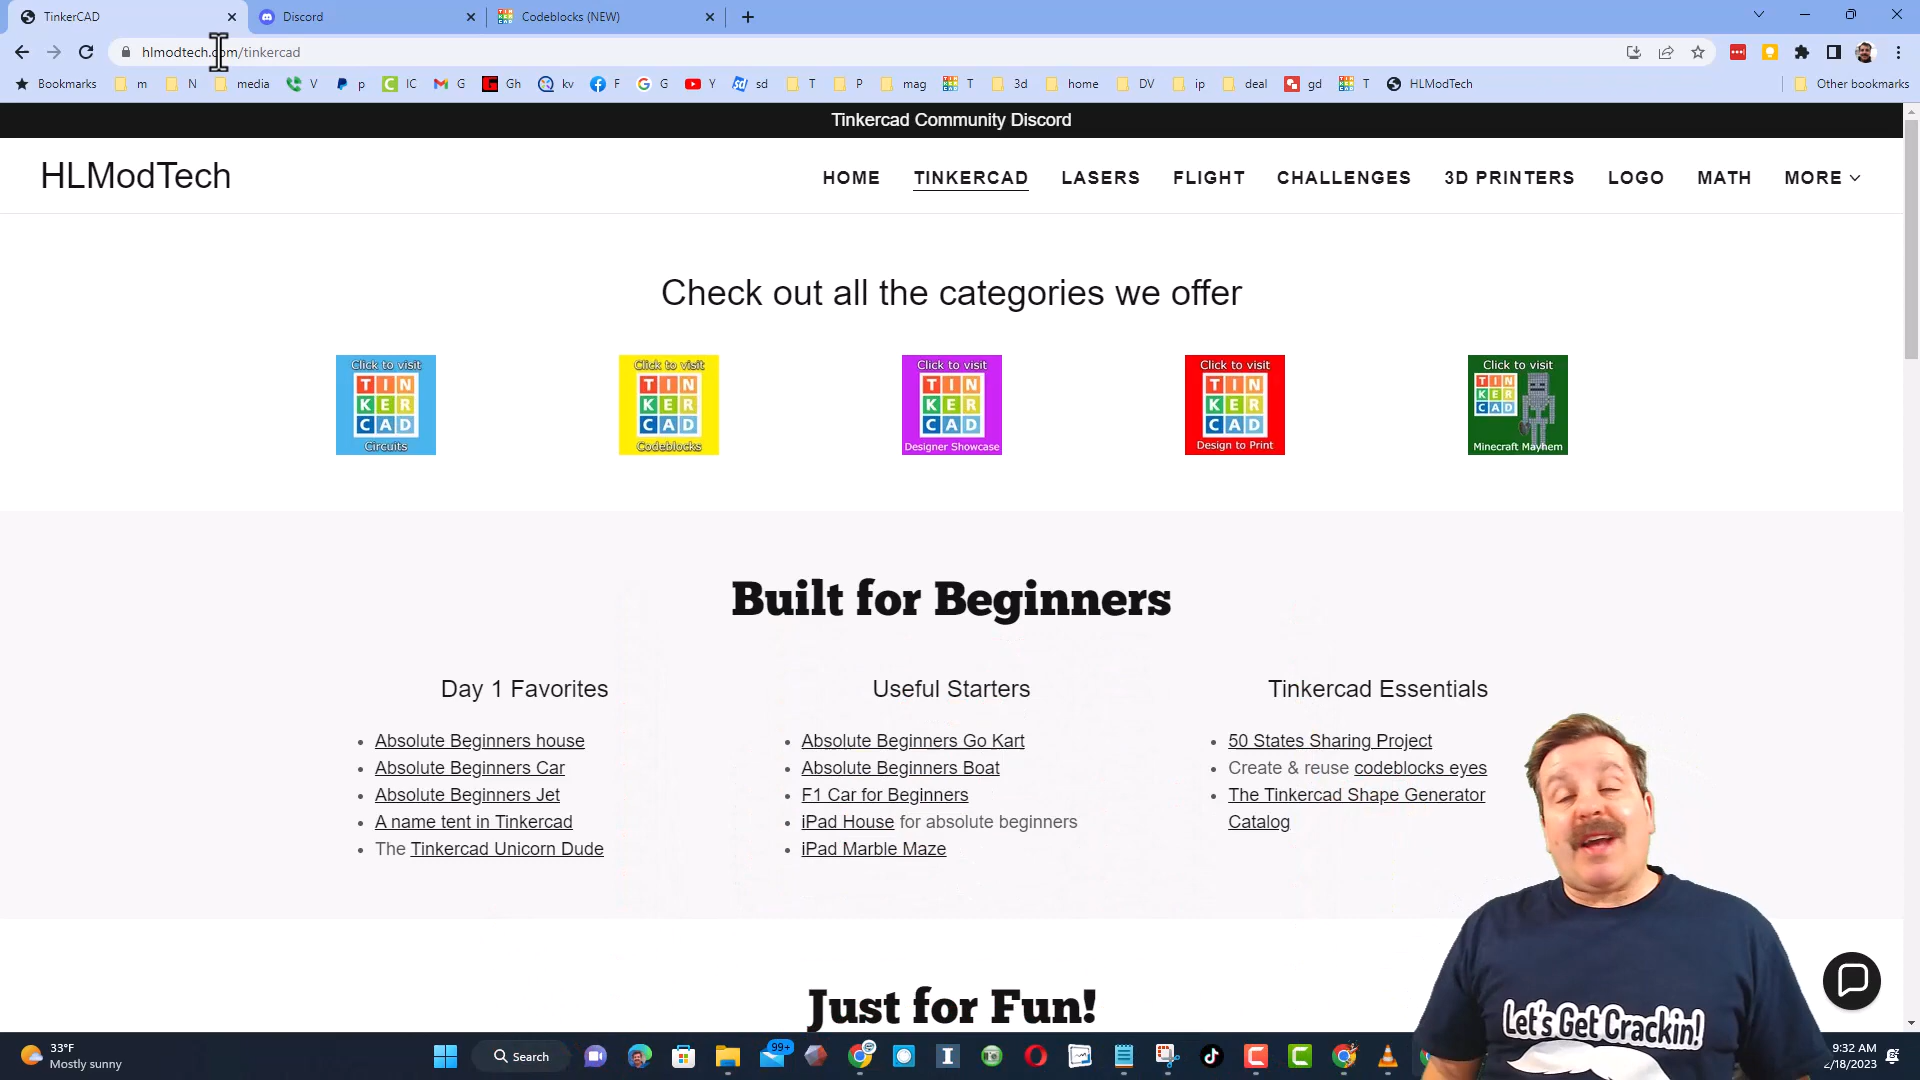 TinkerCAD
Discord
Codeblocks (NEW)
hlmodtech.com/tinkercad
Bookmarks m N media V p IC G Gh kv F G Y sd T P mag T 3d home DV ip deal gd T HLModTech Other bookmarks
Tinkercad Community Discord
HLModTech
HOME TINKERCAD LASERS FLIGHT CHALLENGES 3D PRINTERS LOGO MATH MORE
Check out all the categories we offer
Click to visit
TIN
KER
CAD
Circuits
Click to visit
TIN
KER
CAD
Codeblocks
Click to visit
TIN
KER
CAD
Designer Showcase
Click to visit
TIN
KER
CAD
Design to Print
Click to visit
TIN
KER
CAD
Minecraft Mayhem
Built for Beginners
Day 1 Favorites
Absolute Beginners house
Absolute Beginners Car
Absolute Beginners Jet
A name tent in Tinkercad
The Tinkercad Unicorn Dude
Useful Starters
Absolute Beginners Go Kart
Absolute Beginners Boat
F1 Car for Beginners
iPad House for absolute beginners
iPad Marble Maze
Tinkercad Essentials
50 States Sharing Project
Create & reuse codeblocks eyes
The Tinkercad Shape Generator
Catalog
Just for Fun!
Let's Get Crackin!
33°F
Mostly sunny
Search
99+
9:32 AM
2/18/2023